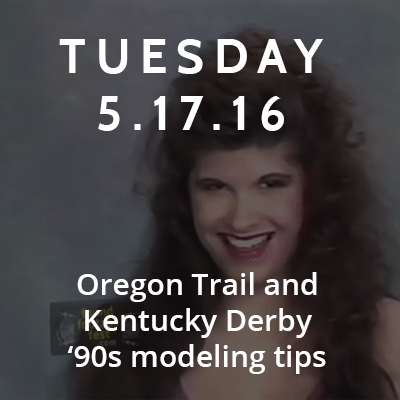 TUESDAY
5.17.16
Oregon Trail and
Kentucky Derby
‘90s modeling tips